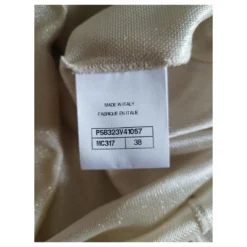 MADE IN ITALY
FABRIQUE EN ITALIE
P58323V41057
MC317 38